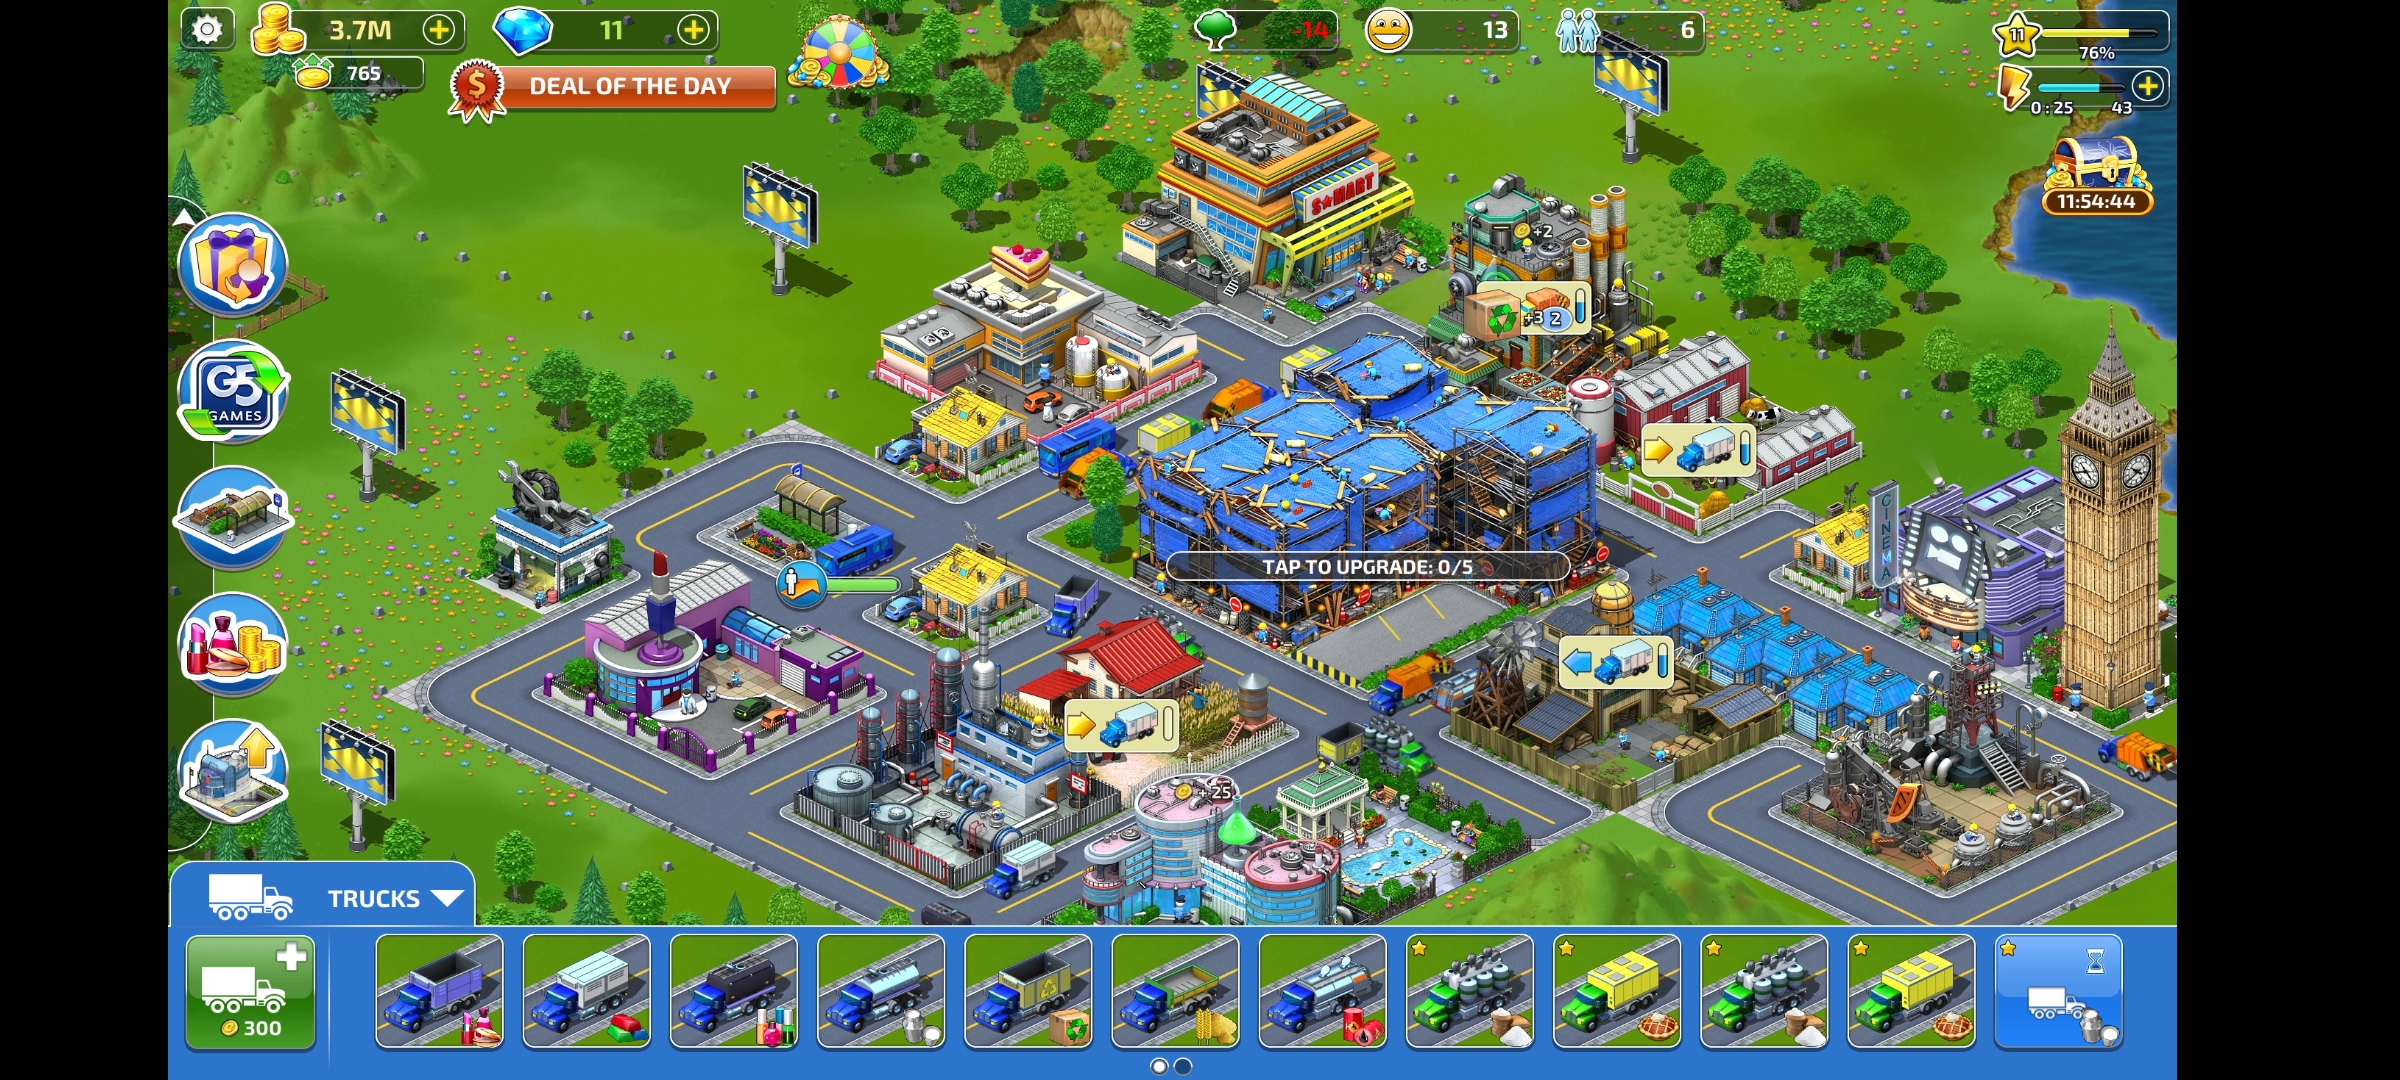 3.7M
11
-14
13
6
11
76%
765
DEAL OF THE DAY
0:25
43
11:54:44
S★MART
+2
+3 2
G5
GAMES
CINEMA
TAP TO UPGRADE: 0/5
+25
TRUCKS
300